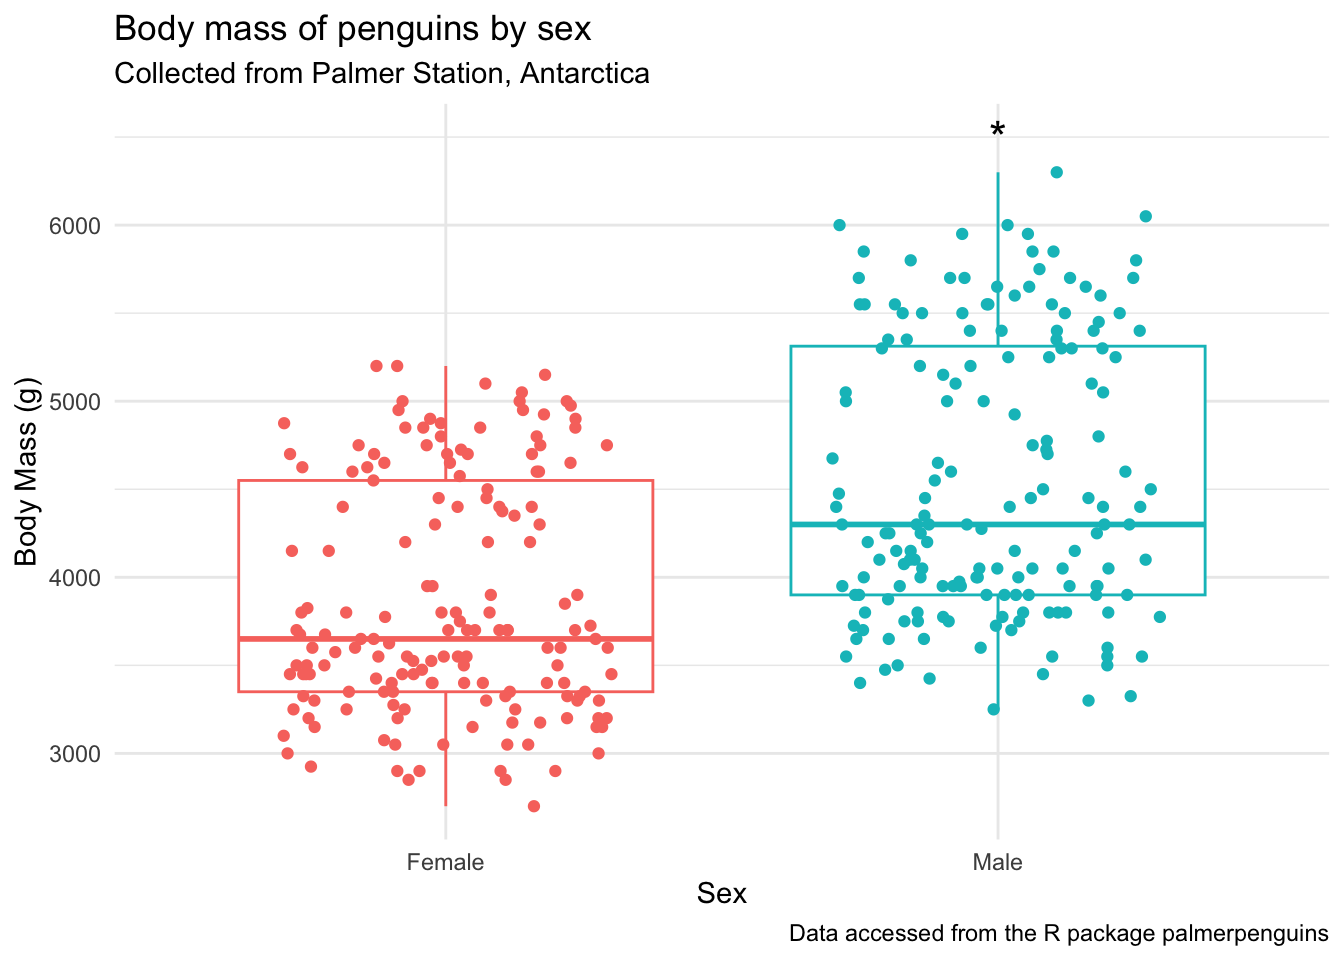 Body mass of penguins by sex
Collected from Palmer Station, Antarctica
*
6000
5000
4000
3000
Body Mass (g)
Female
Male
Sex
Data accessed from the R package palmerpenguins